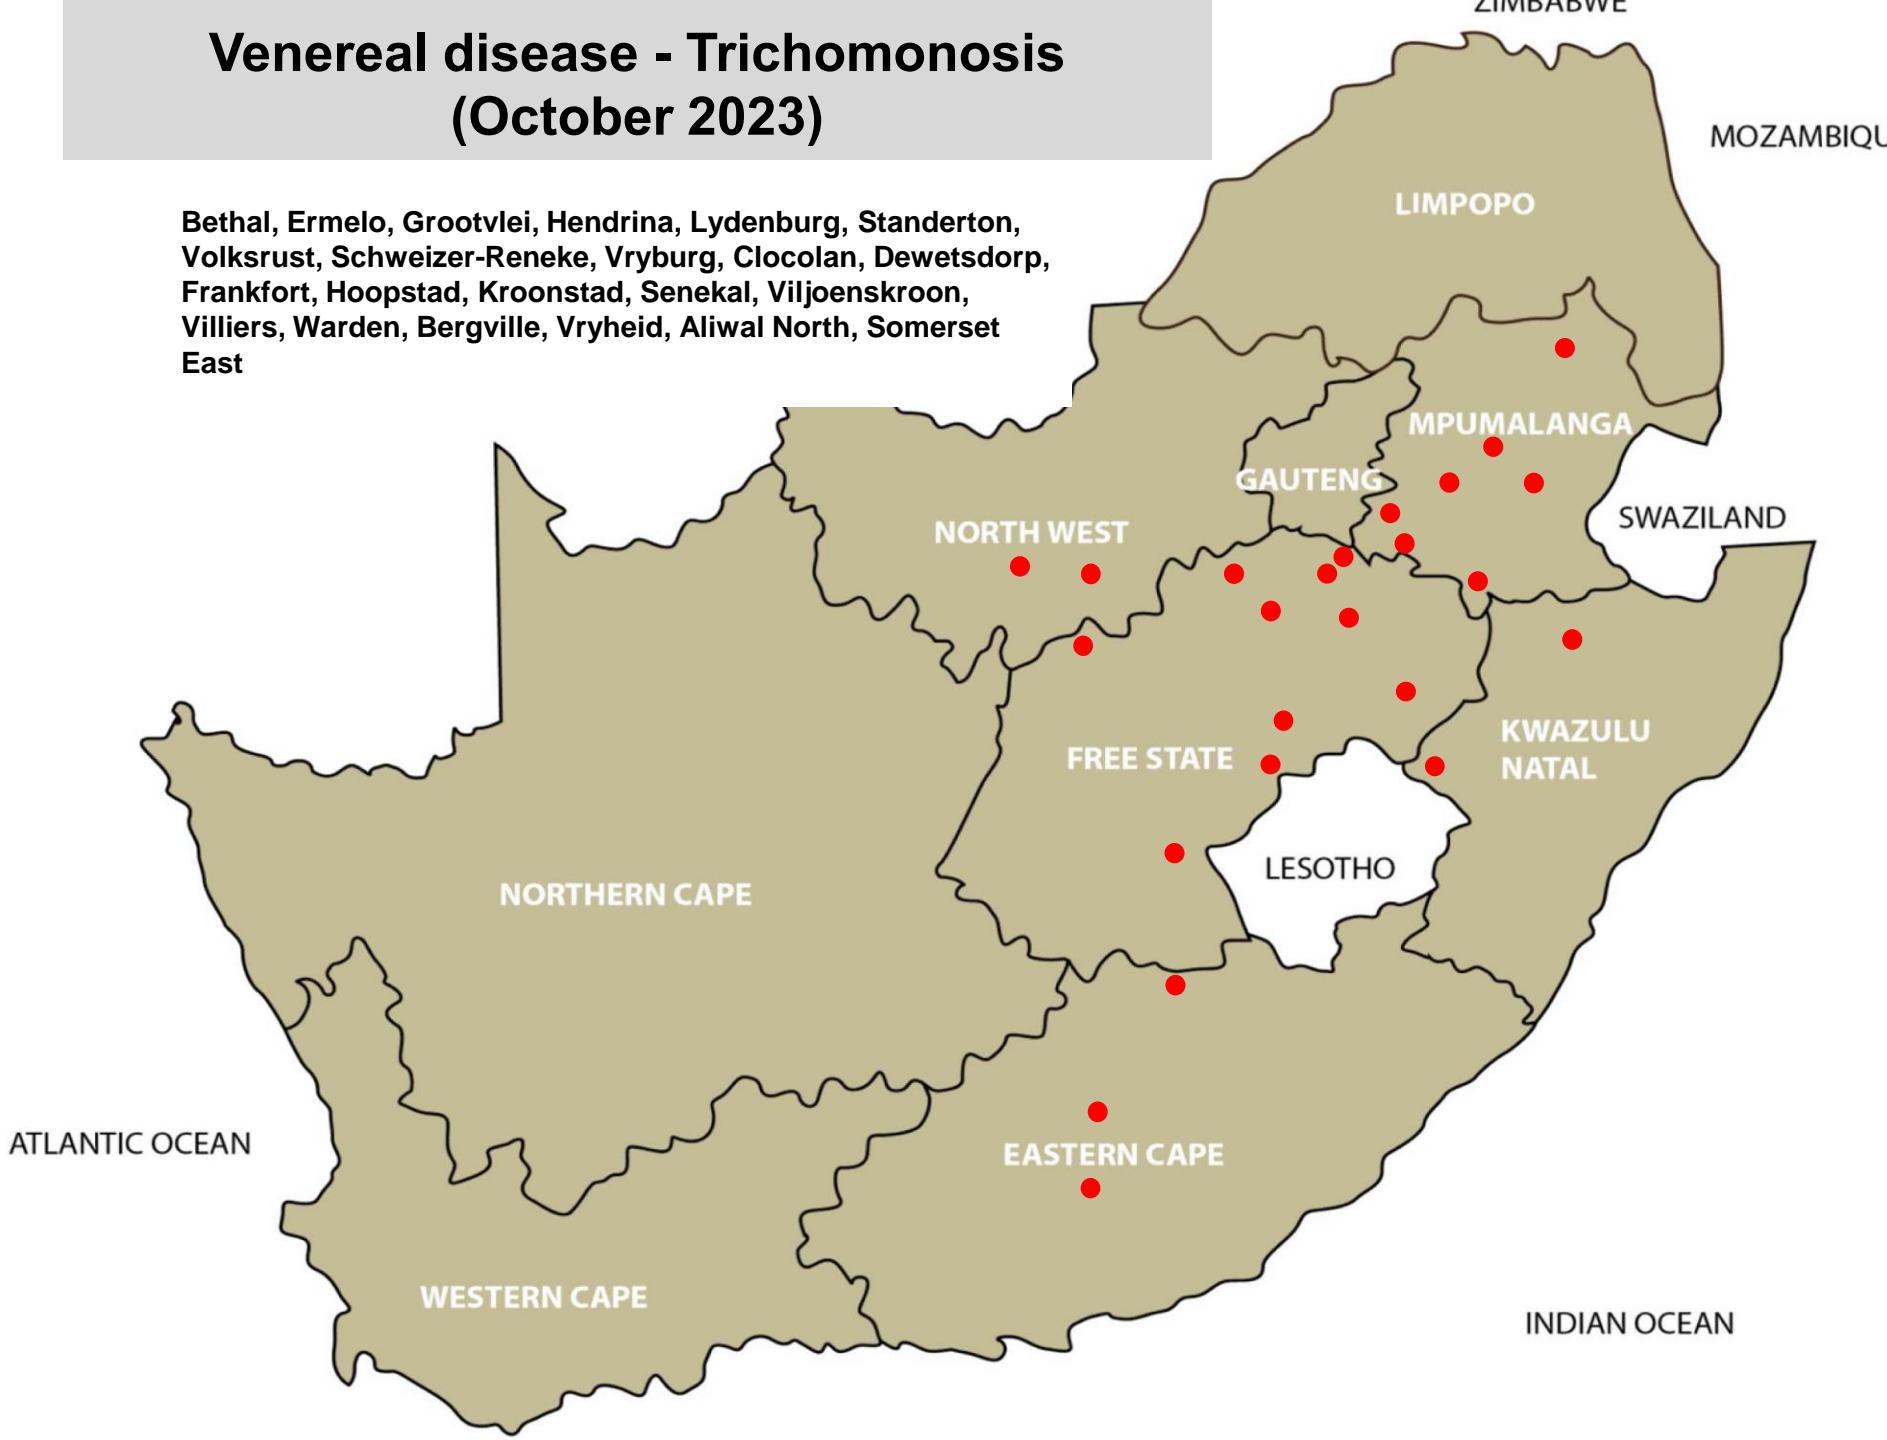 ZIMBABWE
Venereal disease - Trichomonosis
(October 2023)
MOZAMBIQU
LIMPOPO
Bethal, Ermelo, Grootvlei, Hendrina, Lydenburg, Standerton,
Volksrust, Schweizer-Reneke, Vryburg, Clocolan, Dewetsdorp,
Frankfort, Hoopstad, Kroonstad, Senekal, Viljoenskroon,
Villiers, Warden, Bergville, Vryheid, Aliwal North, Somerset
East
MPUMALANGA
GAUTENG
SWAZILAND
NORTH WEST
KWAZULU
NATAL
FREE STATE
LESOTHO
NORTHERN CAPE
ATLANTIC OCEAN
EASTERN CAPE
WESTERN CAPE
INDIAN OCEAN